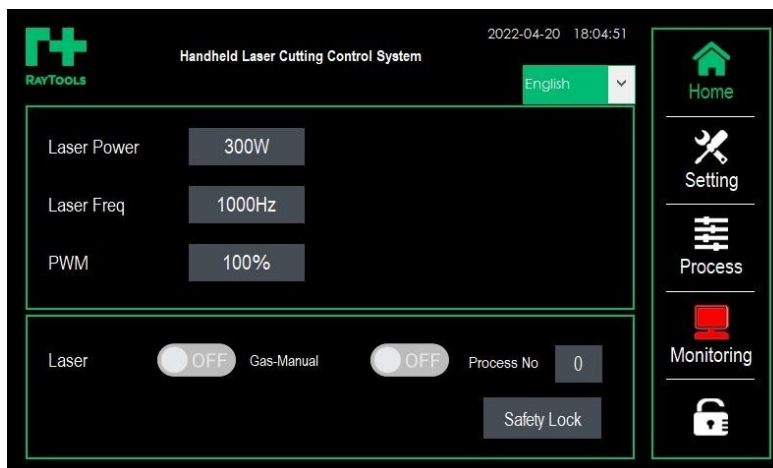 2022-04-20 18:04:51
RAYTOOLS
Handheld Laser Cutting Control System
English
Home
Laser Power 300W
Setting
Laser Freq 1000Hz
PWM 100%
Process
Laser OFF Gas-Manual OFF Process No 0
Monitoring
Safety Lock